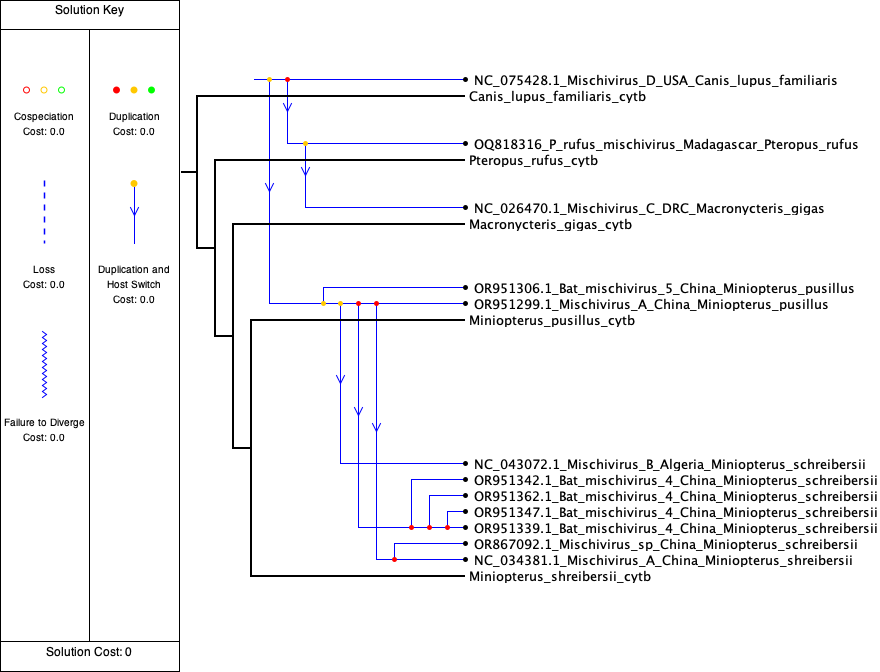 Solution Key
Cospeciation
Cost: 0.0
Duplication
Cost: 0.0
Loss
Cost: 0.0
Duplication and
Host Switch
Cost: 0.0
Failure to Diverge
Cost: 0.0
Solution Cost: 0
NC_075428.1_Mischivirus_D_USA_Canis_lupus_familiaris
Canis_lupus_familiaris_cytb
OQ818316_P_rufus_mischivirus_Madagascar_Pteropus_rufus
Pteropus_rufus_cytb
NC_026470.1_Mischivirus_C_DRC_Macronycteris_gigas
Macronycteris_gigas_cytb
OR951306.1_Bat_mischivirus_5_China_Miniopterus_pusillus
OR951299.1_Mischivirus_A_China_Miniopterus_pusillus
Miniopterus_pusillus_cytb
NC_043072.1_Mischivirus_B_Algeria_Miniopterus_schreibersii
OR951342.1_Bat_mischivirus_4_China_Miniopterus_schreibersii
OR951362.1_Bat_mischivirus_4_China_Miniopterus_schreibersii
OR951347.1_Bat_mischivirus_4_China_Miniopterus_schreibersii
OR951339.1_Bat_mischivirus_4_China_Miniopterus_schreibersii
OR867092.1_Mischivirus_sp_China_Miniopterus_schreibersii
NC_034381.1_Mischivirus_A_China_Miniopterus_shreibersii
Miniopterus_shreibersii_cytb